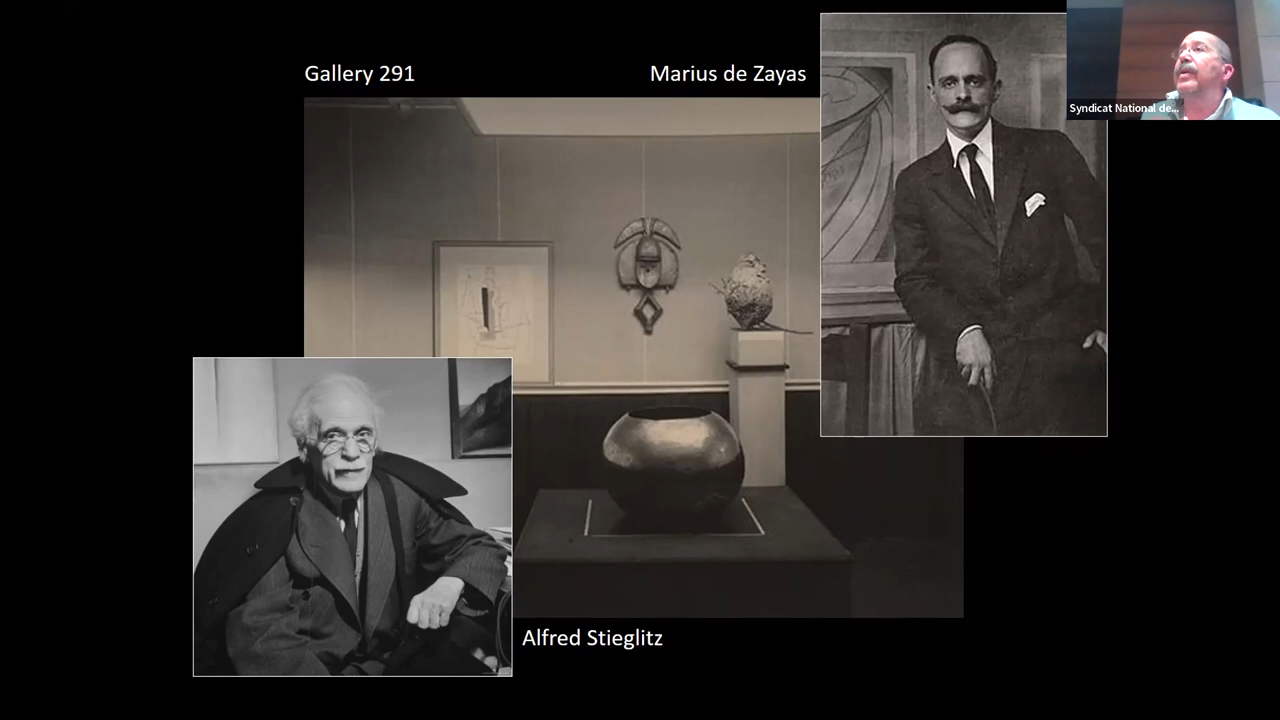 Gallery 291
Marius de Zayas
Syndicat National de...
Alfred Stieglitz